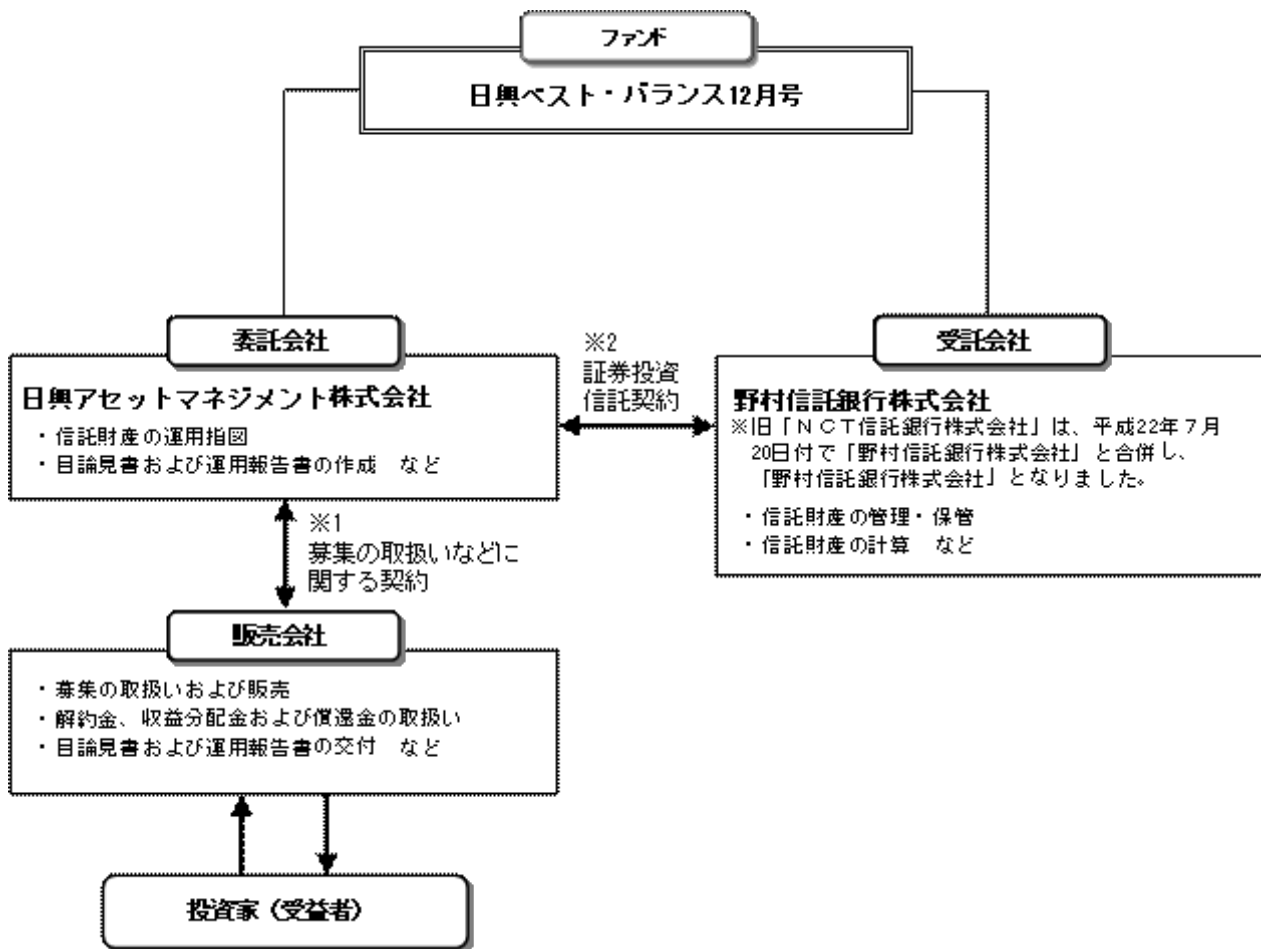 ファンド
日興ベスト・バランス12月号
委託会社
日興アセットマネジメント株式会社
・信託財産の運用指図
・目論見書および運用報告書の作成 など
※2
証券投資
信託契約
受託会社
野村信託銀行株式会社
※旧「NCT信託銀行株式会社」は、平成22年7月
20日付で「野村信託銀行株式会社」と合併し、
「野村信託銀行株式会社」となりました。
・信託財産の管理・保管
・信託財産の計算 など
※1
募集の取扱いなどに
関する契約
販売会社
・募集の取扱いおよび販売
・解約金、収益分配金および償還金の取扱い
・目論見書および運用報告書の交付 など
投資家（受益者）